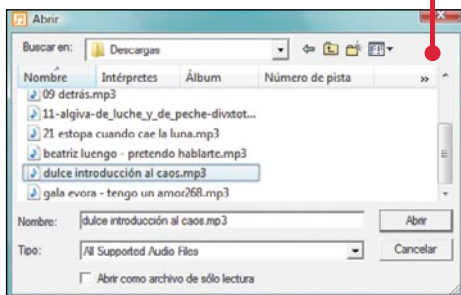 Abrir
Buscar en: Descargas
Nombre Intérpretes Álbum Número de pista »
09 detrás.mp3
11-algiva-de_luche_y_de_peche-divxtot...
21 estopa cuando cae la luna.mp3
beatriz luengo - pretendo hablarte.mp3
dulce introducción al caos.mp3
gala evora - tengo un amor268.mp3
Nombre: dulce introducción al caos.mp3 Abrir
Tipo: All Supported Audio Files Cancelar
Abrir como archivo de sólo lectura